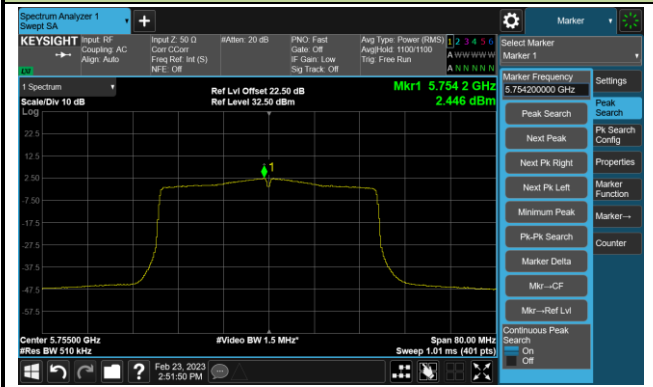 Spectrum Analyzer 1
Swept SA
+
Marker
KEYSIGHT
Input: RF
Coupling: AC
Align: Auto
Input Z: 50 Ω
Corr CCorr
Freq Ref: Int (S)
NFE: Off
#Atten: 20 dB
PNO: Fast
Gate: Off
IF Gain: Low
Sig Track: Off
Avg Type: Power (RMS)
Avg|Hold: 1100/1100
Trig: Free Run
1 2 3 4 5 6
A W W W W W
A N N N N N
LXI
Select Marker
Marker 1
1 Spectrum
Scale/Div 10 dB
Ref Lvl Offset 22.50 dB
Ref Level 32.50 dBm
Mkr1 5.754 2 GHz
2.446 dBm
Log
22.5
12.5
2.50
-7.50
-17.5
-27.5
-37.5
-47.5
-57.5
1
Center 5.75500 GHz
#Res BW 510 kHz
#Video BW 1.5 MHz*
Span 80.00 MHz
Sweep 1.01 ms (401 pts)
Marker Frequency
5.754200000 GHz
Peak Search
Next Peak
Next Pk Right
Next Pk Left
Minimum Peak
Pk-Pk Search
Marker Delta
Mkr→CF
Mkr→Ref Lvl
Continuous Peak
Search
On
Off
Settings
Peak
Search
Pk Search
Config
Properties
Marker
Function
Marker→
Counter
?
Feb 23, 2023
2:51:50 PM